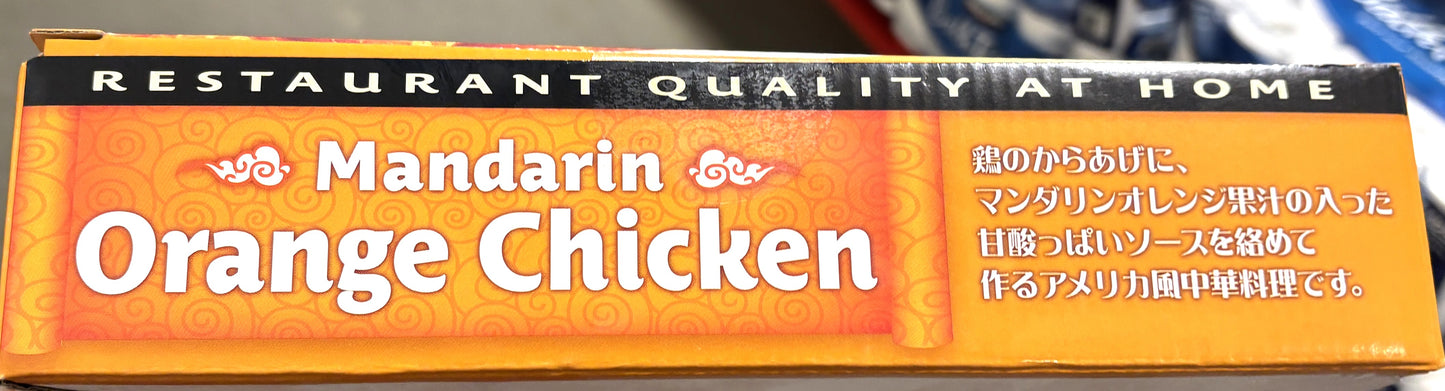 RESTAURANT QUALITY AT HOME
Mandarin
Orange Chicken
鶏のからあげに、
マンダリンオレンジ果汁の入った
甘酸っぱいソースを絡めて
作るアメリカ風中華料理です。